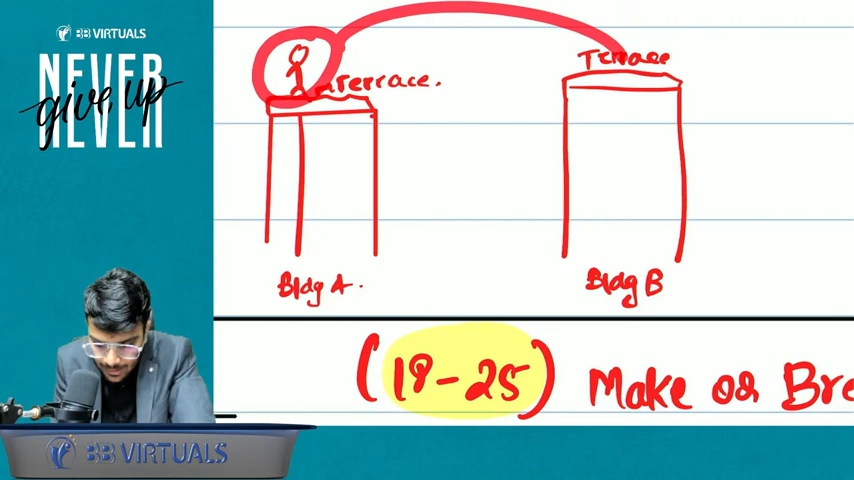 BB VIRTUALS
NEVER
give up
NEVER
Terrace.
Terrace
Bldg A.
Bldg B
(18-25) Make or Bre
BB VIRTUALS